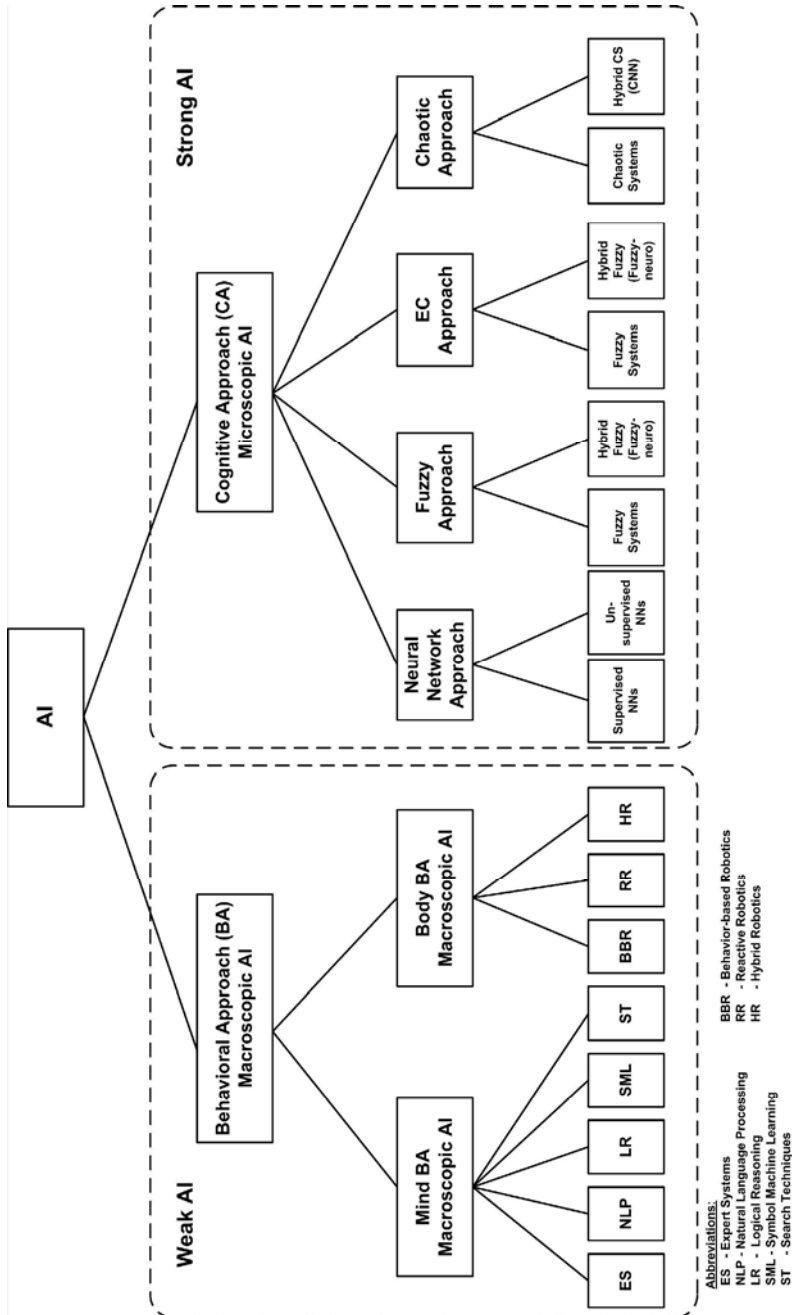 AI
Weak AI
Strong AI
Behavioral Approach (BA)
Macroscopic AI
Cognitive Approach (CA)
Microscopic AI
Mind BA
Macroscopic AI
Body BA
Macroscopic AI
Neural
Network
Approach
Fuzzy
Approach
EC
Approach
Chaotic
Approach
ES
NLP
LR
SML
ST
BBR
RR
HR
Supervised
NNs
Un-
supervised
NNs
Fuzzy
Systems
Hybrid
Fuzzy
(Fuzzy-
neuro)
Fuzzy
Systems
Hybrid
Fuzzy
(Fuzzy-
neuro)
Chaotic
Systems
Hybrid CS
(CNN)
Abbreviations:
ES - Expert Systems
NLP - Natural Language Processing
LR - Logical Reasoning
SML - Symbol Machine Learning
ST - Search Techniques
BBR - Behavior-based Robotics
RR - Reactive Robotics
HR - Hybrid Robotics